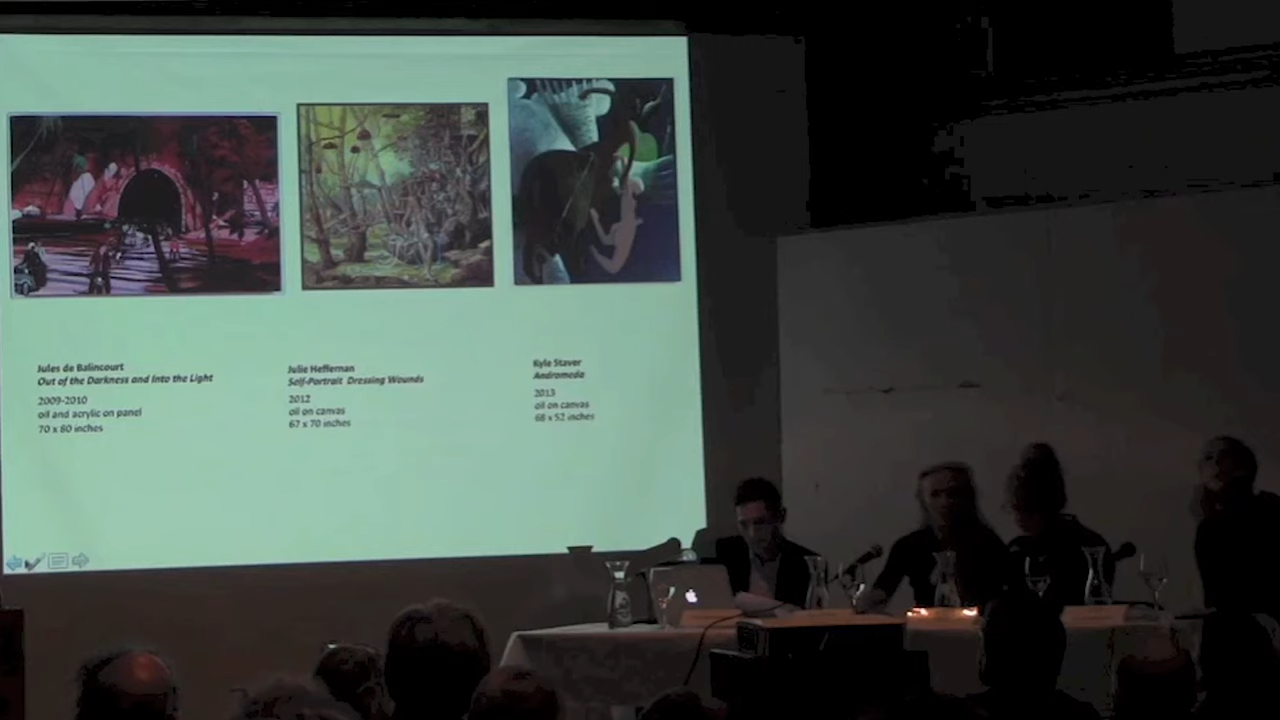 Jules de Balincourt
Out of the Darkness and Into the Light
2009-2010
oil and acrylic on panel
70 x 80 inches
Julie Heffernan
Self-Portrait Dressing Wounds
2012
oil on canvas
67 x 70 inches
Kyle Staver
Andromeda
2013
oil on canvas
68 x 52 inches